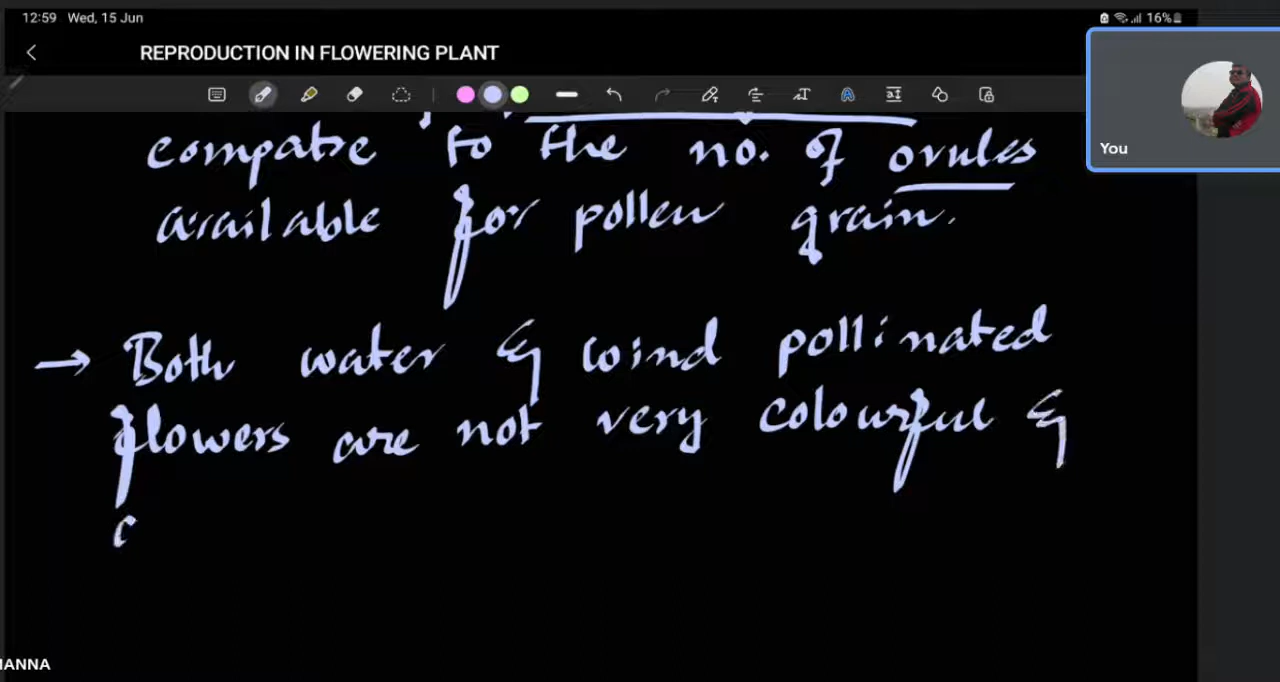 12:59 Wed, 15 Jun
16%
REPRODUCTION IN FLOWERING PLANT
You
compare to the no. of ovules
available for pollen grain.
→ Both water & wind pollinated
flowers are not very colourful &
c
IANNA